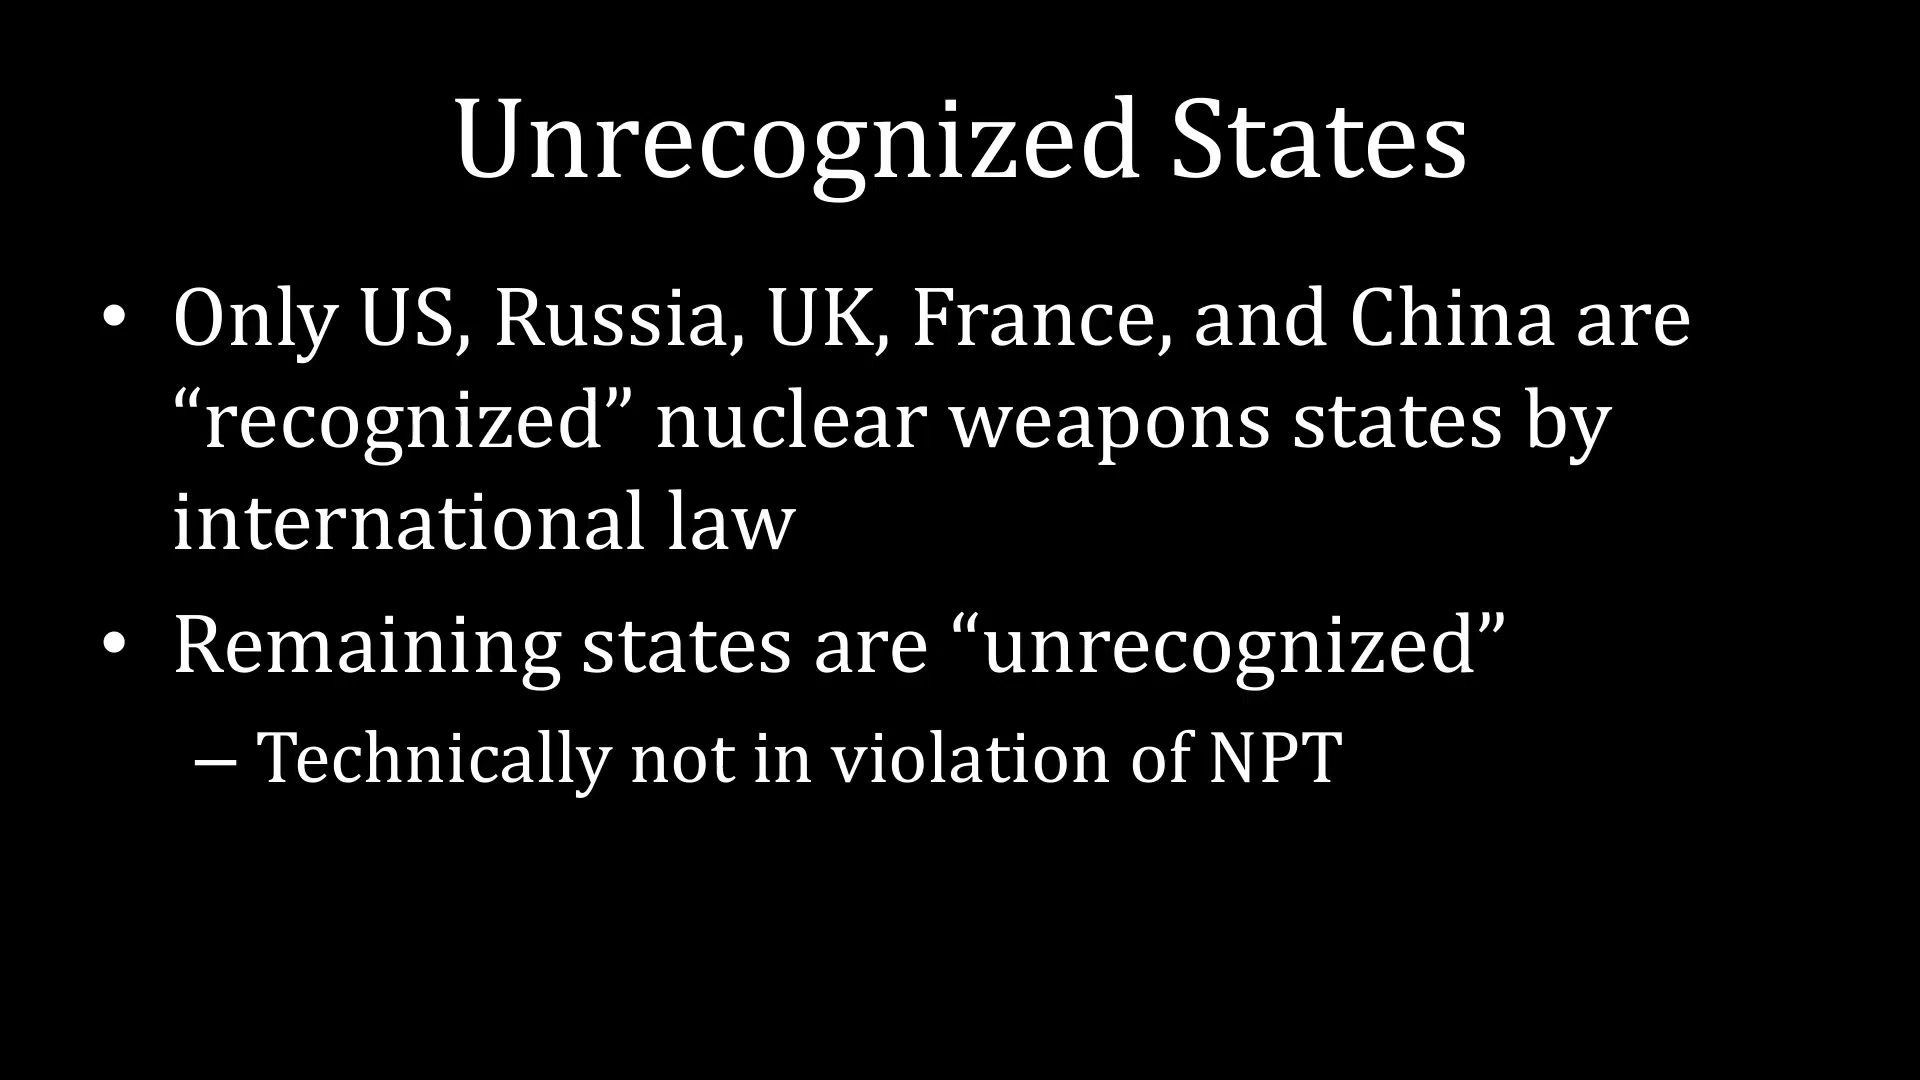 Unrecognized States
• Only US, Russia, UK, France, and China are
“recognized” nuclear weapons states by
international law
• Remaining states are “unrecognized”
– Technically not in violation of NPT